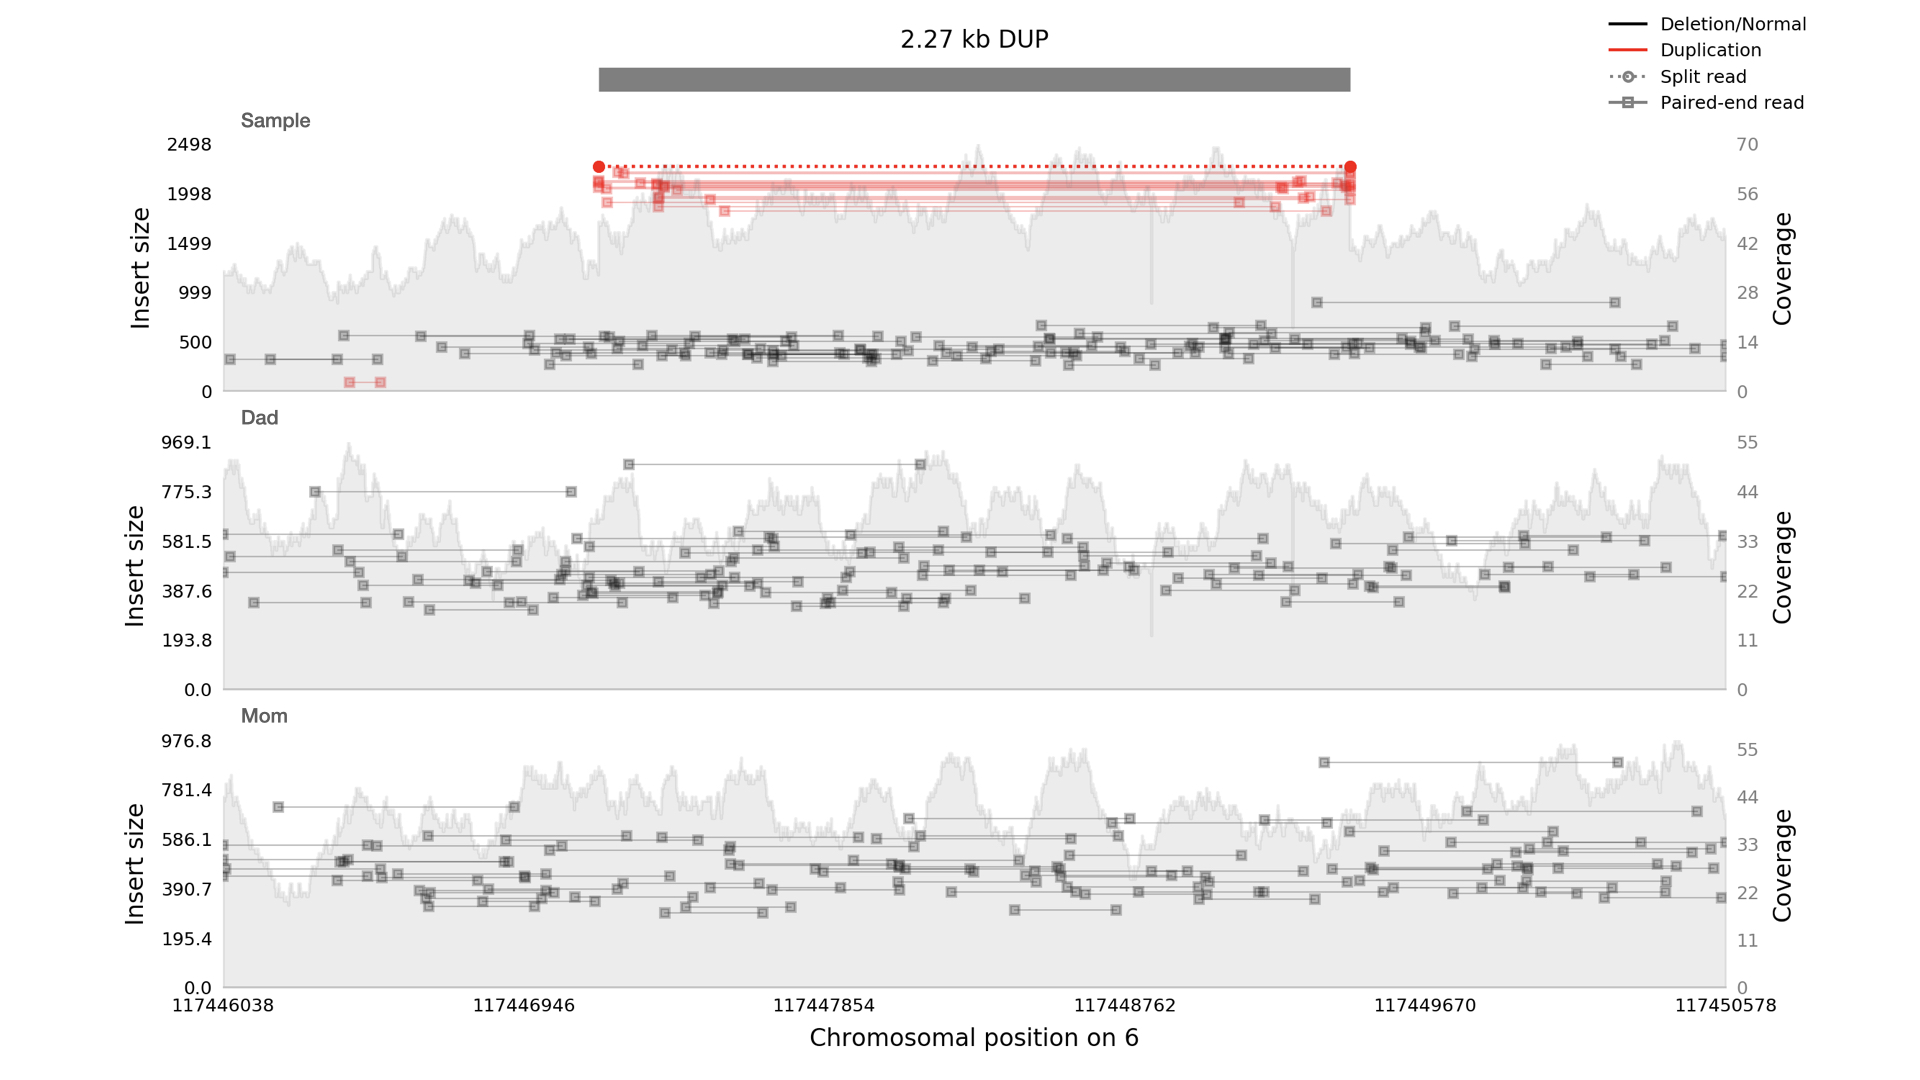 2.27 kb DUP
Deletion/Normal
Duplication
Split read
Paired-end read
Sample
2498
1998
1499
999
500
0
Insert size
70
56
42
28
14
0
Coverage
Dad
969.1
775.3
581.5
387.6
193.8
0.0
Insert size
55
44
33
22
11
0
Coverage
Mom
976.8
781.4
586.1
390.7
195.4
0.0
Insert size
55
44
33
22
11
0
Coverage
117446038 117446946 117447854 117448762 117449670 117450578
Chromosomal position on 6